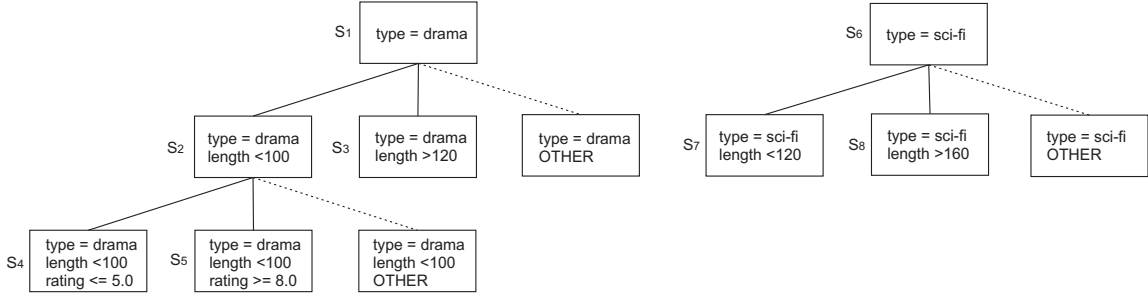 S1
type = drama
S6
type = sci-fi
S2
type = drama
length <100
S3
type = drama
length >120
type = drama
OTHER
S7
type = sci-fi
length <120
S8
type = sci-fi
length >160
type = sci-fi
OTHER
S4
type = drama
length <100
rating <= 5.0
S5
type = drama
length <100
rating >= 8.0
type = drama
length <100
OTHER